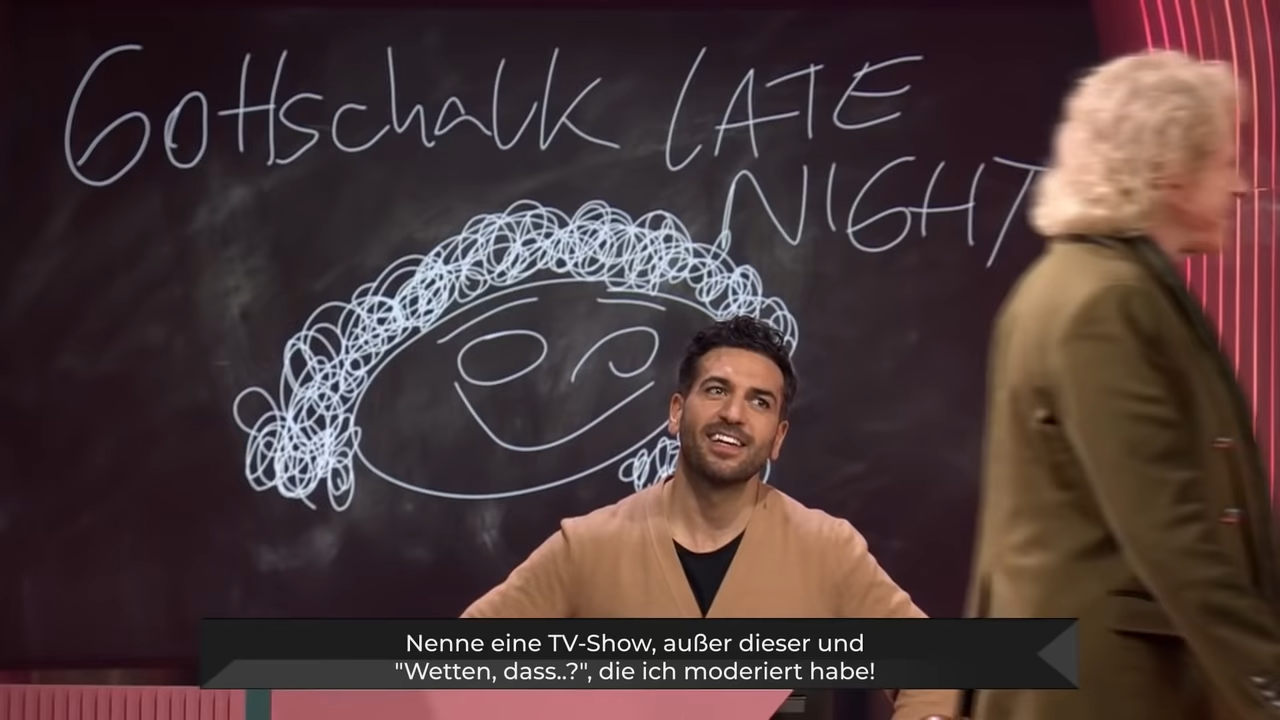 Gottschalk LATE
NIGHT
Nenne eine TV-Show, außer dieser und
"Wetten, dass..?", die ich moderiert habe!